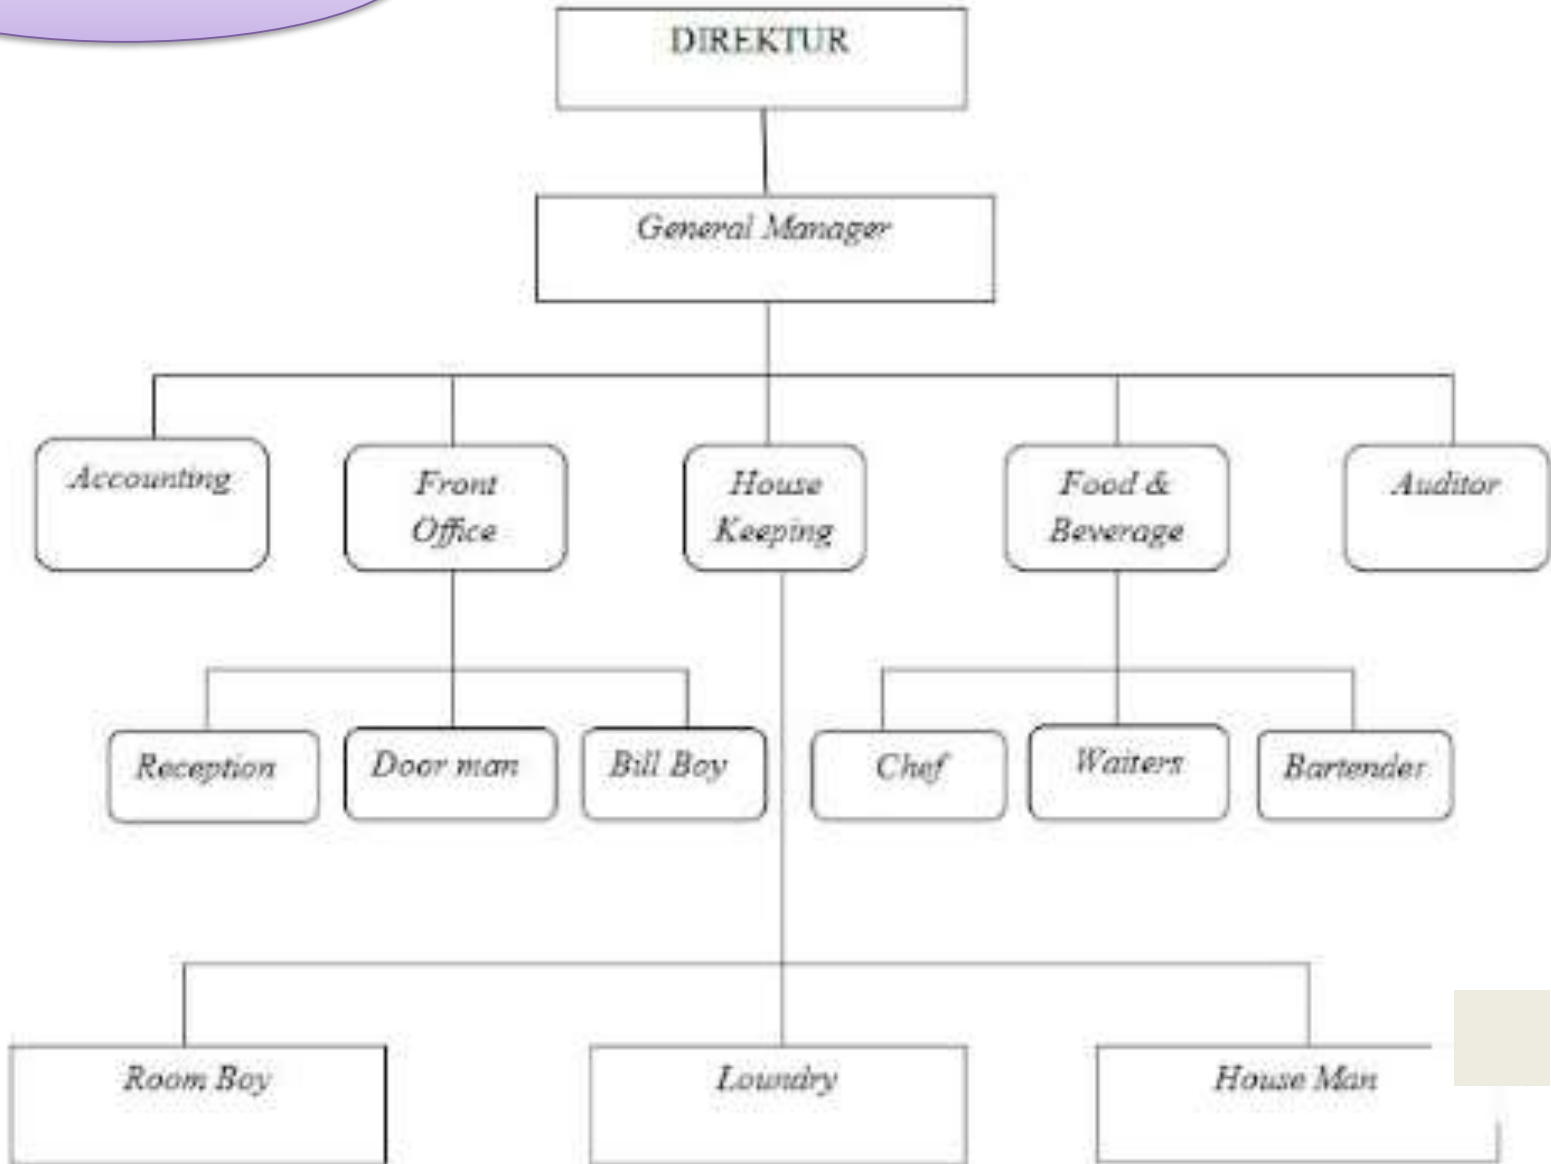 DIREKTUR
General Manager
Accounting
Front
Office
House
Keeping
Food &
Beverage
Auditor
Reception
Door man
Bill Boy
Chef
Waiters
Bartender
Room Boy
Loundry
House Man